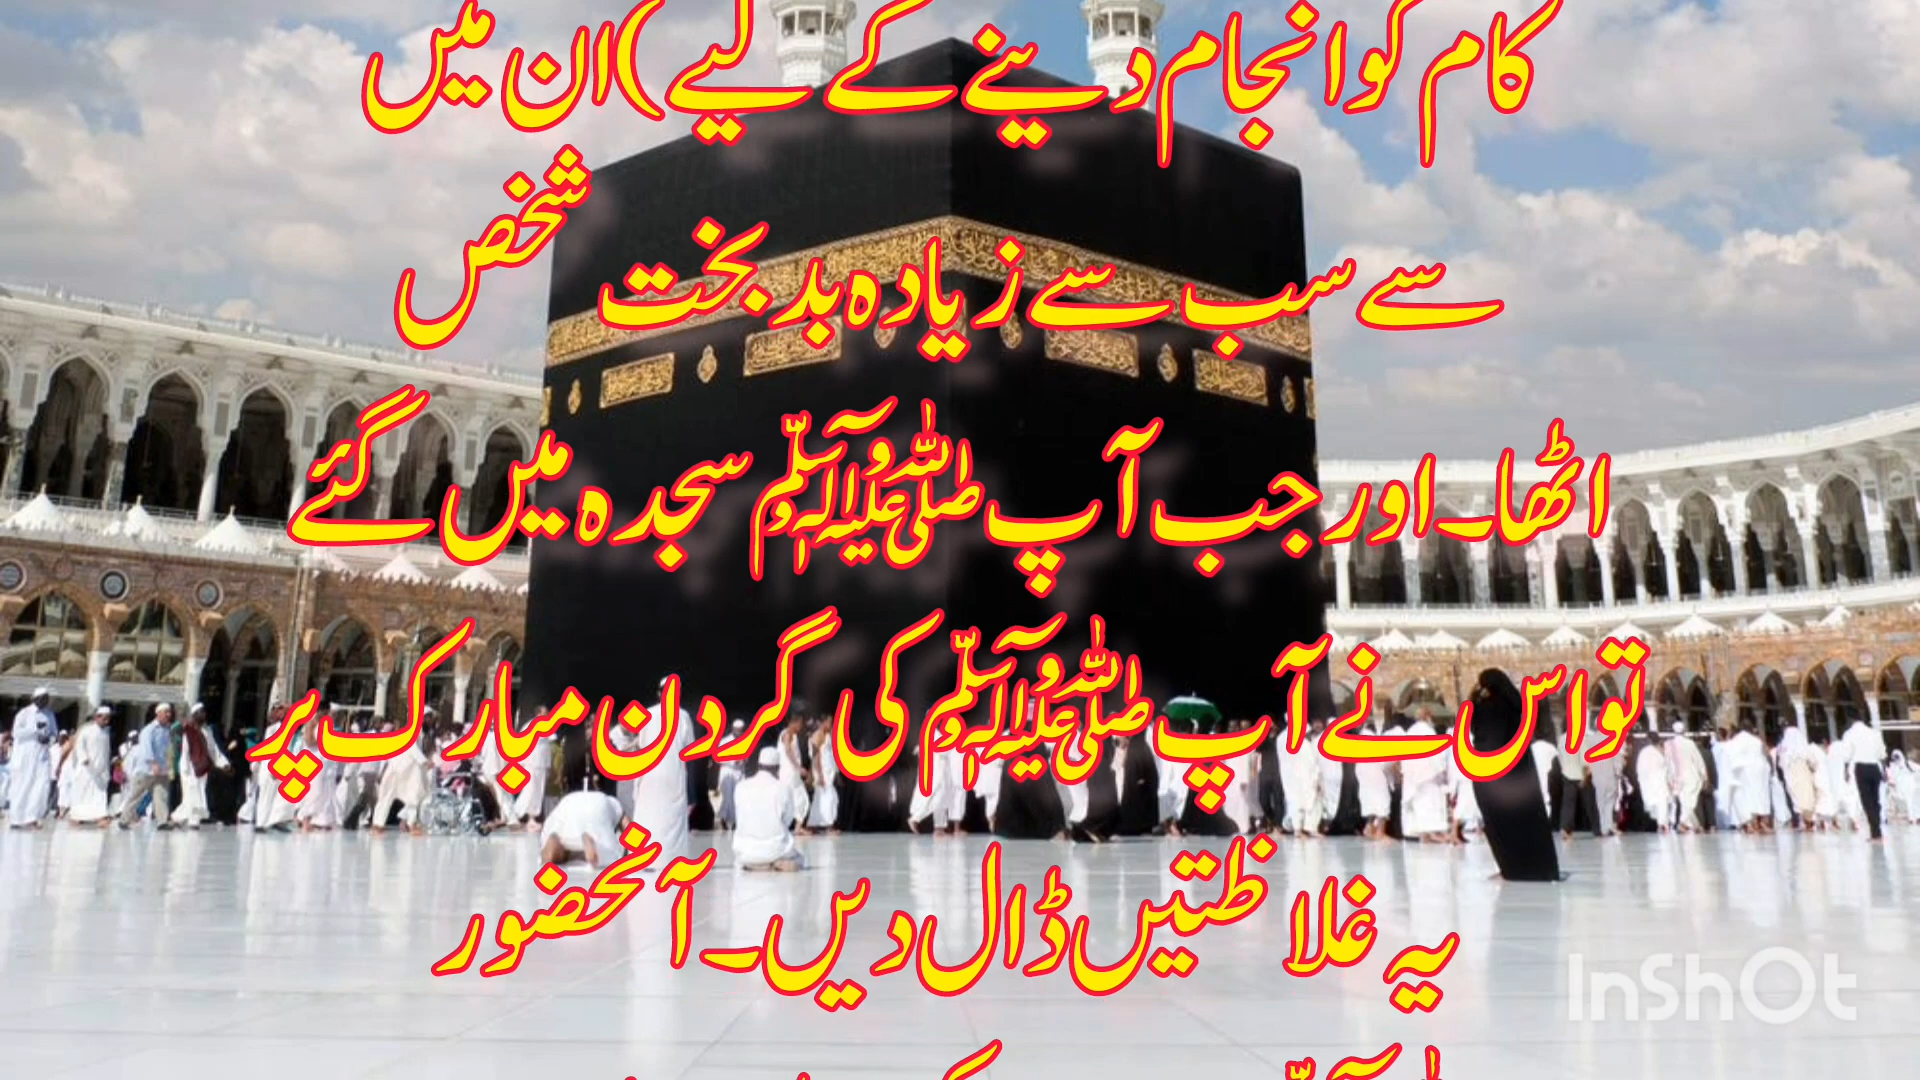 کام کو انجام دینے کے لیے) ان میں
سے سب سے زیادہ بدبخت شخص
اٹھا۔ اور جب آپ ﷺ سجدہ میں گئے
تو اس نے آپ ﷺ کی گردن مبارک پر
یہ غلاظتیں ڈال دیں۔ آنحضور
InShOt